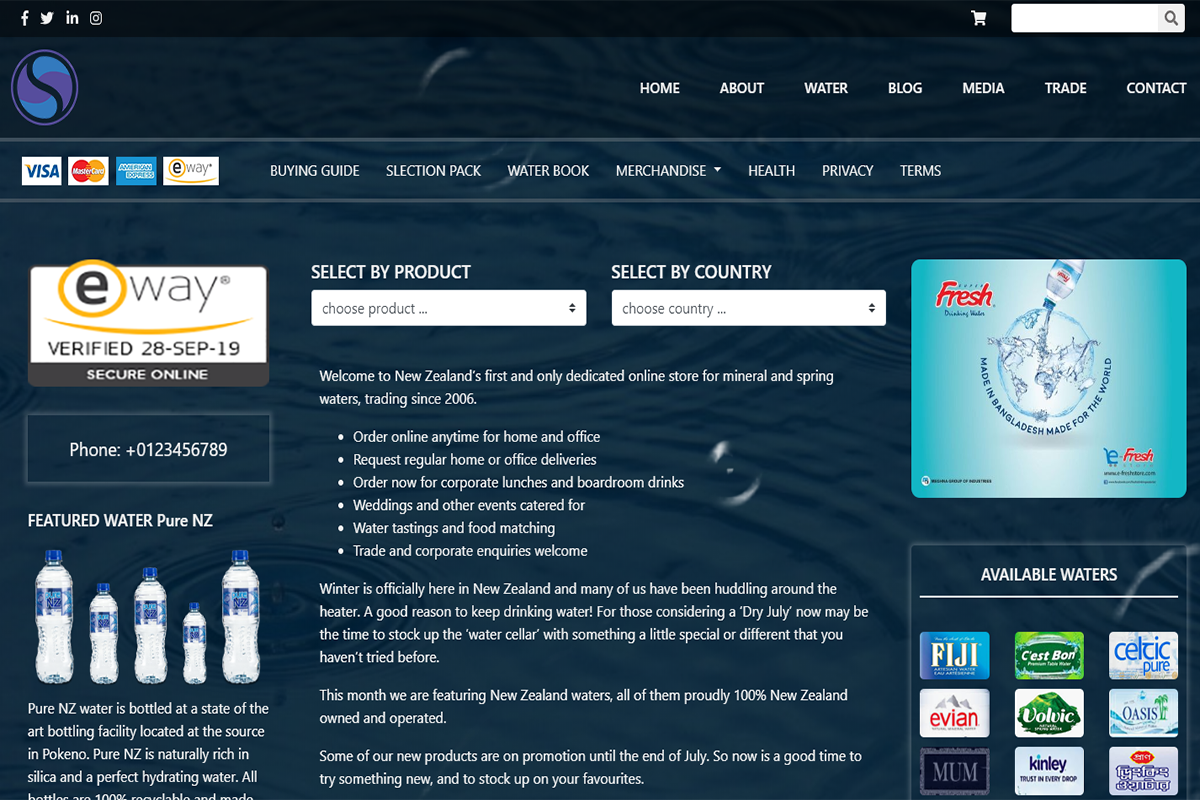 HOME ABOUT WATER BLOG MEDIA TRADE CONTACT
VISA MasterCard AMERICAN EXPRESS eway
BUYING GUIDE SLECTION PACK WATER BOOK MERCHANDISE HEALTH PRIVACY TERMS
eway®
VERIFIED 28-SEP-19
SECURE ONLINE
Phone: +0123456789
FEATURED WATER Pure NZ
Pure NZ water is bottled at a state of the
art bottling facility located at the source
in Pokeno. Pure NZ is naturally rich in
silica and a perfect hydrating water. All
bottles are 100% recyclable and made
SELECT BY PRODUCT
choose product ...
SELECT BY COUNTRY
choose country ...
Welcome to New Zealand's first and only dedicated online store for mineral and spring
waters, trading since 2006.
• Order online anytime for home and office
• Request regular home or office deliveries
• Order now for corporate lunches and boardroom drinks
• Weddings and other events catered for
• Water tastings and food matching
• Trade and corporate enquiries welcome
Winter is officially here in New Zealand and many of us have been huddling around the
heater. A good reason to keep drinking water! For those considering a ‘Dry July’ now may be
the time to stock up the ‘water cellar’ with something a little special or different that you
haven’t tried before.
This month we are featuring New Zealand waters, all of them proudly 100% New Zealand
owned and operated.
Some of our new products are on promotion until the end of July. So now is a good time to
try something new, and to stock up on your favourites.
SUPER
Fresh
Drinking Water
MADE IN BANGLADESH MADE FOR THE WORLD
e-Fresh
www.e-freshstore.com
MEGHNA GROUP OF INDUSTRIES
AVAILABLE WATERS
FIJI
C'est Bon
Premium Table Water
celtic
pure
evian
Volvic
OASIS
MUM
kinley
TRUST IN EVERY DROP
প্রাণ
ড্রিংকিং
ওয়াটার